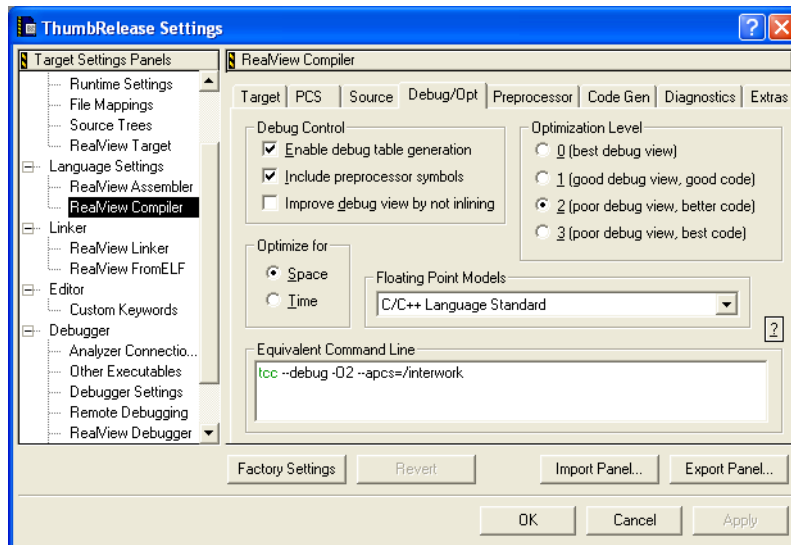 ThumbRelease Settings
?
Target Settings Panels
Runtime Settings
File Mappings
Source Trees
RealView Target
Language Settings
RealView Assembler
RealView Compiler
Linker
RealView Linker
RealView FromELF
Editor
Custom Keywords
Debugger
Analyzer Connectio...
Other Executables
Debugger Settings
Remote Debugging
RealView Debugger
RealView Compiler
Target PCS Source Debug/Opt Preprocessor Code Gen Diagnostics Extras
Debug Control
Enable debug table generation
Include preprocessor symbols
Improve debug view by not inlining
Optimization Level
0 (best debug view)
1 (good debug view, good code)
2 (poor debug view, better code)
3 (poor debug view, best code)
Optimize for
Space
Time
Floating Point Models
C/C++ Language Standard
?
Equivalent Command Line
tcc --debug -O2 --apcs=/interwork
Factory Settings Revert Import Panel... Export Panel...
OK Cancel Apply